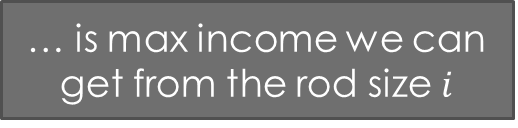 … is max income we can
get from the rod size i